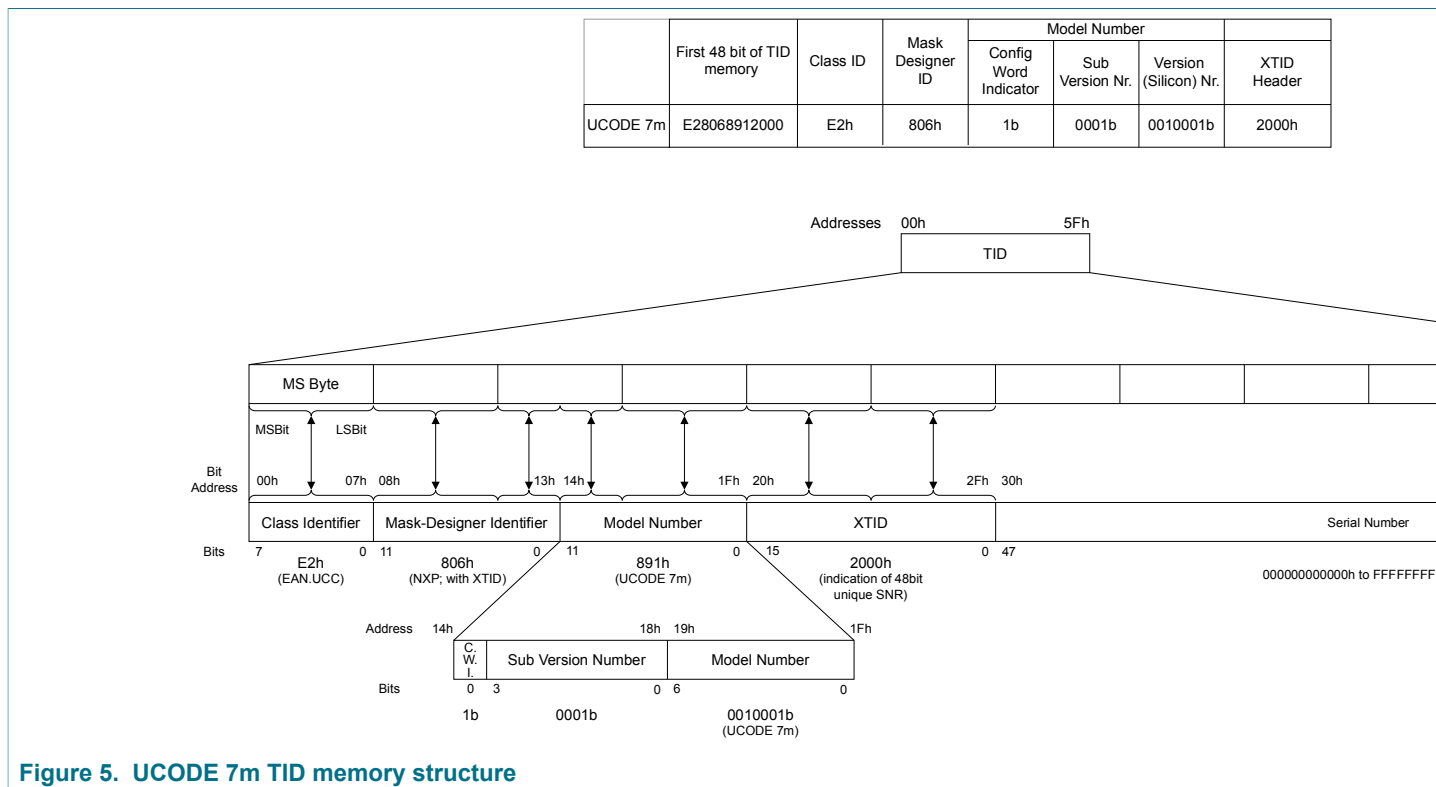 Model Number
First 48 bit of TID memory
Class ID
Mask Designer ID
Config Word Indicator
Sub Version Nr.
Version (Silicon) Nr.
XTID Header
UCODE 7m E28068912000 E2h 806h 1b 0001b 0010001b 2000h
Addresses 00h 5Fh
TID
MS Byte
MSBit LSBit
Bit Address 00h 07h 08h 13h 14h 1Fh 20h 2Fh 30h
Class Identifier Mask-Designer Identifier Model Number XTID Serial Number
Bits 7 0 11 0 11 0 15 0 47
E2h 806h 891h 2000h
(EAN.UCC) (NXP; with XTID) (UCODE 7m) (indication of 48bit
unique SNR)
000000000000h to FFFFFFFF
Address 14h 18h 19h 1Fh
C. W. I. Sub Version Number Model Number
Bits 0 3 0 6 0
1b 0001b 0010001b
(UCODE 7m)
Figure 5. UCODE 7m TID memory structure